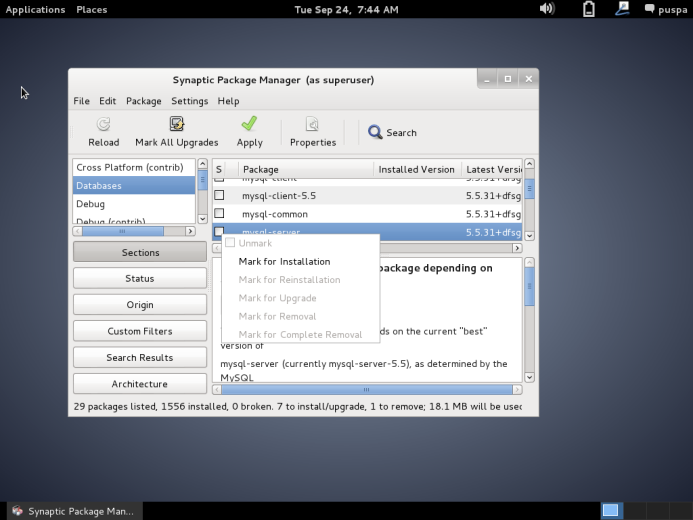 Applications Places Tue Sep 24, 7:44 AM puspa
Synaptic Package Manager (as superuser)
File Edit Package Settings Help
Reload Mark All Upgrades Apply Properties Search
Cross Platform (contrib)
Databases
Debug
Debug (contrib)
S Package Installed Version Latest Versi
mysql-client 5.5.31+dfsg
mysql-client-5.5 5.5.31+dfsg
mysql-common 5.5.31+dfsg
mysql-server 5.5.31+dfsg
Unmark
Mark for Installation
Mark for Reinstallation
Mark for Upgrade
Mark for Removal
Mark for Complete Removal
Sections
Status
Origin
Custom Filters
Search Results
Architecture
package depending on
ds on the current "best"
version of
mysql-server (currently mysql-server-5.5), as determined by the
MySQL
29 packages listed, 1556 installed, 0 broken. 7 to install/upgrade, 1 to remove; 18.1 MB will be used
Synaptic Package Man...